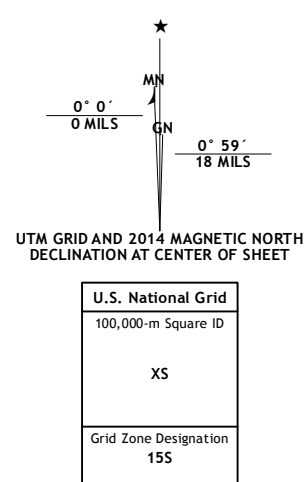 MN
0° 0´
0 MILS
GN
0° 59´
18 MILS
UTM GRID AND 2014 MAGNETIC NORTH
DECLINATION AT CENTER OF SHEET
U.S. National Grid
100,000-m Square ID
XS
Grid Zone Designation
15S